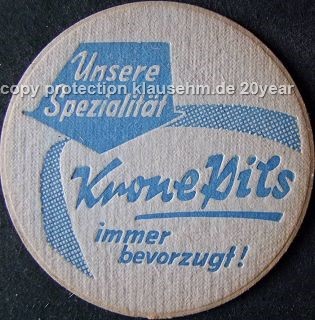 Unsere
Spezialität
copy protection klausehm.de 20year
Krone Pils
immer
bevorzugt!